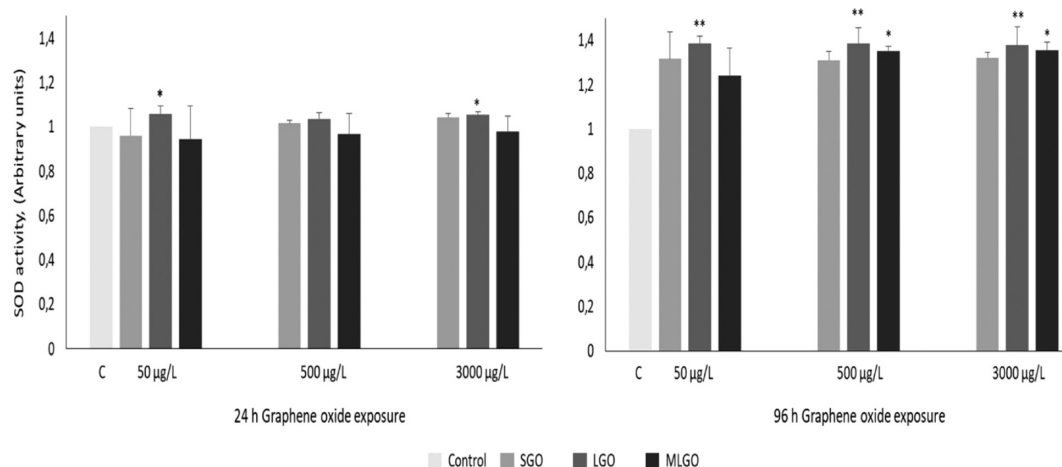 SOD activity, (Arbitrary units)
1,4
1,2
1
0,8
0,6
0,4
0,2
0
* *
C 50 µg/L 500 µg/L 3000 µg/L
24 h Graphene oxide exposure
1,4
1,2
1
0,8
0,6
0,4
0,2
0
** ** * ** *
C 50 µg/L 500 µg/L 3000 µg/L
96 h Graphene oxide exposure
Control SGO LGO MLGO